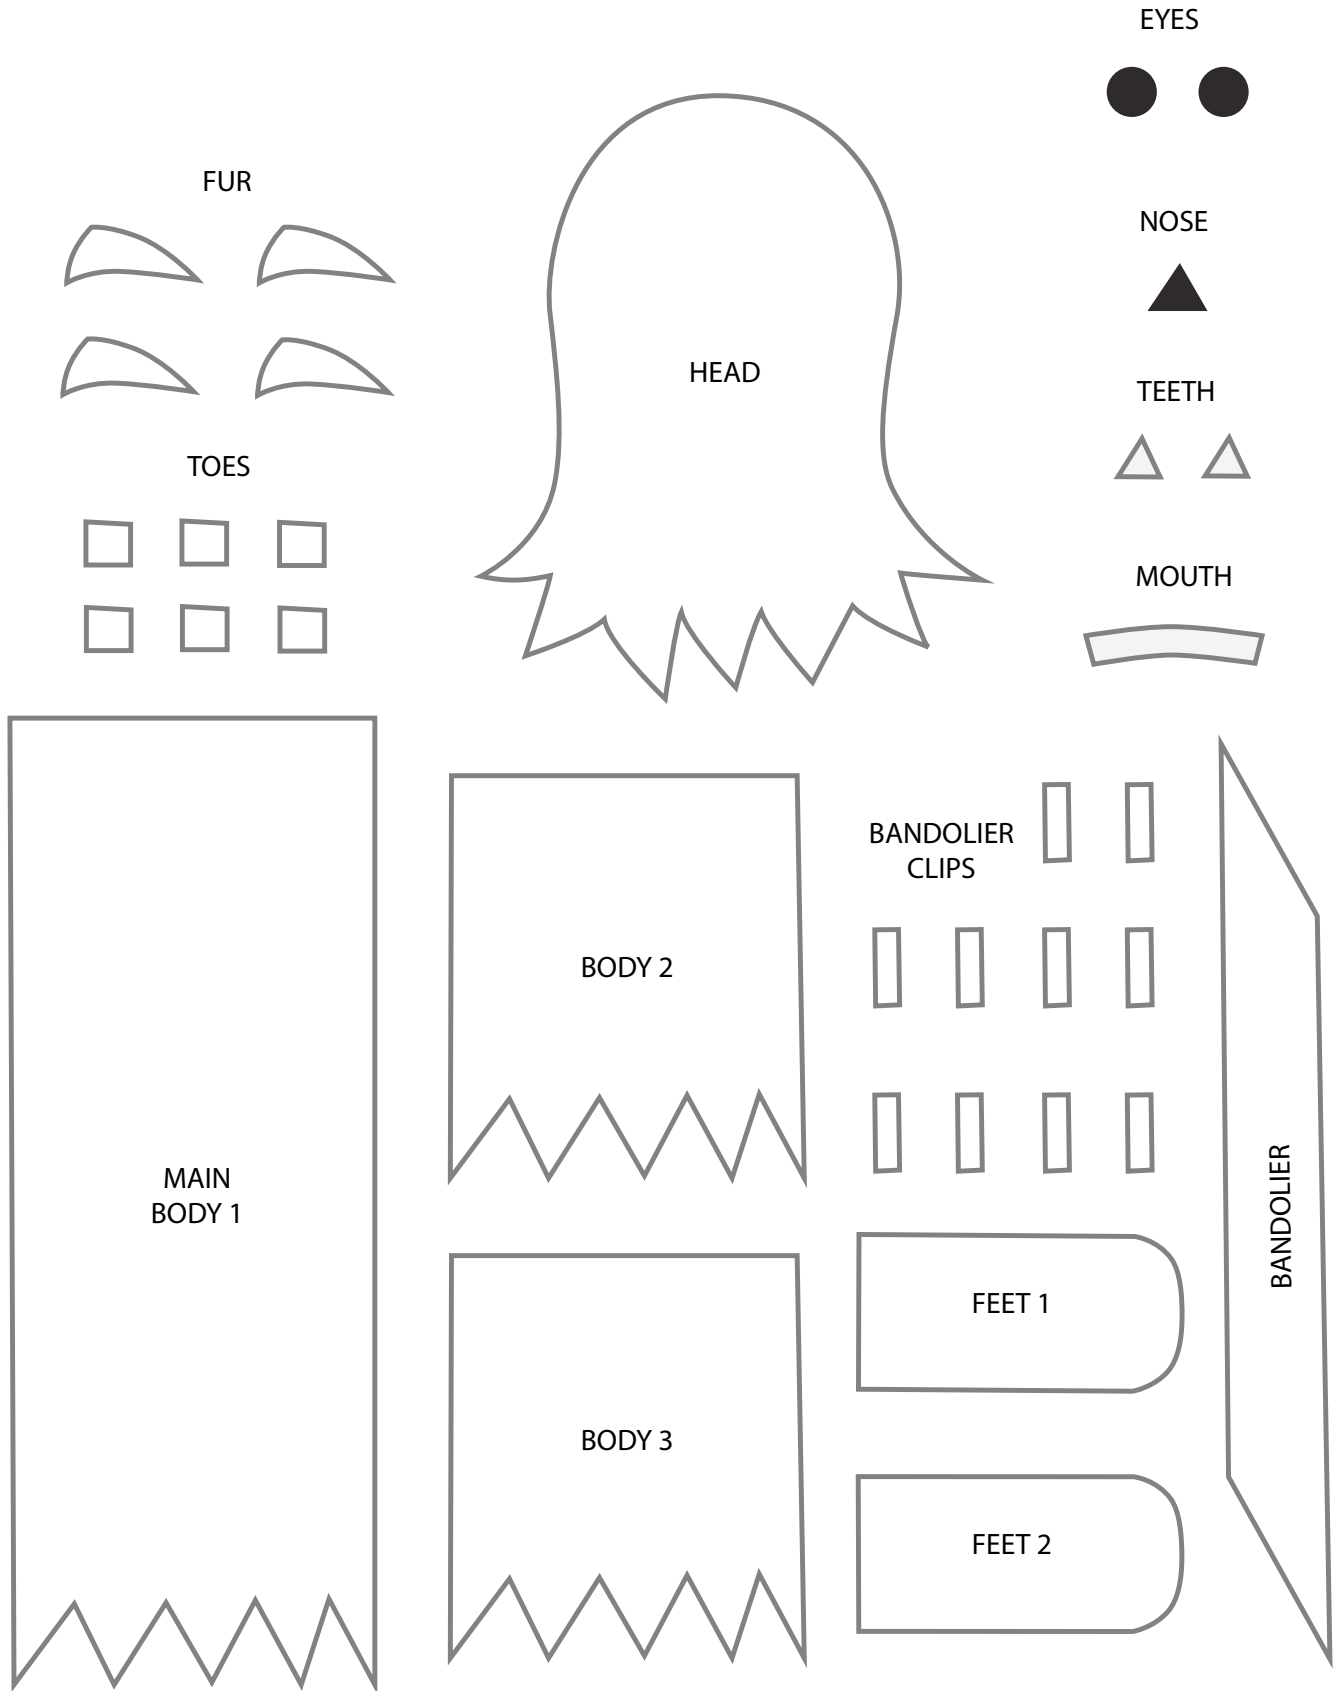 EYES
FUR
NOSE
HEAD
TEETH
TOES
MOUTH
BANDOLIER
CLIPS
BODY 2
MAIN
BODY 1
BANDOLIER
FEET 1
BODY 3
FEET 2